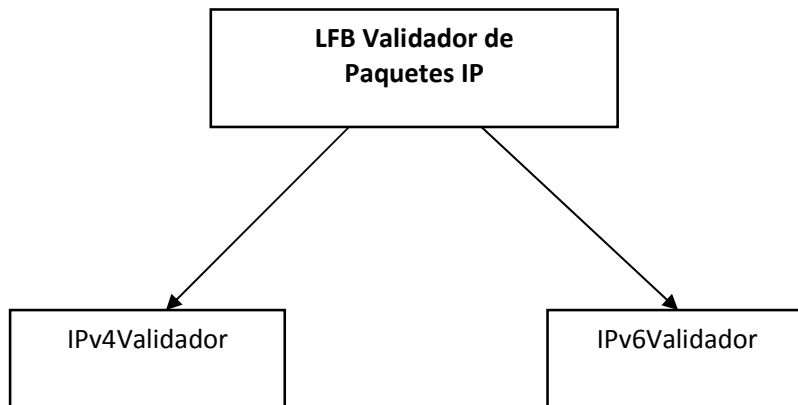 LFB Validador de
Paquetes IP
IPv4Validador
IPv6Validador